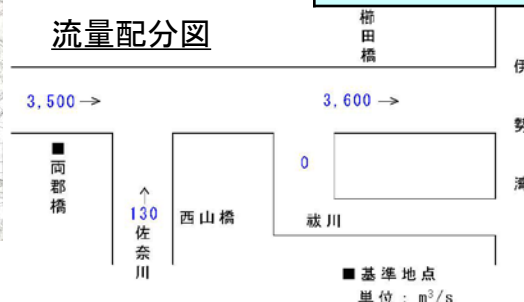 流量配分図
櫛田橋
3,500→
3,600→
伊勢湾
■両郡橋
0
↑
130
佐奈川
西山橋
祓川
■基準地点
単位：m³/s